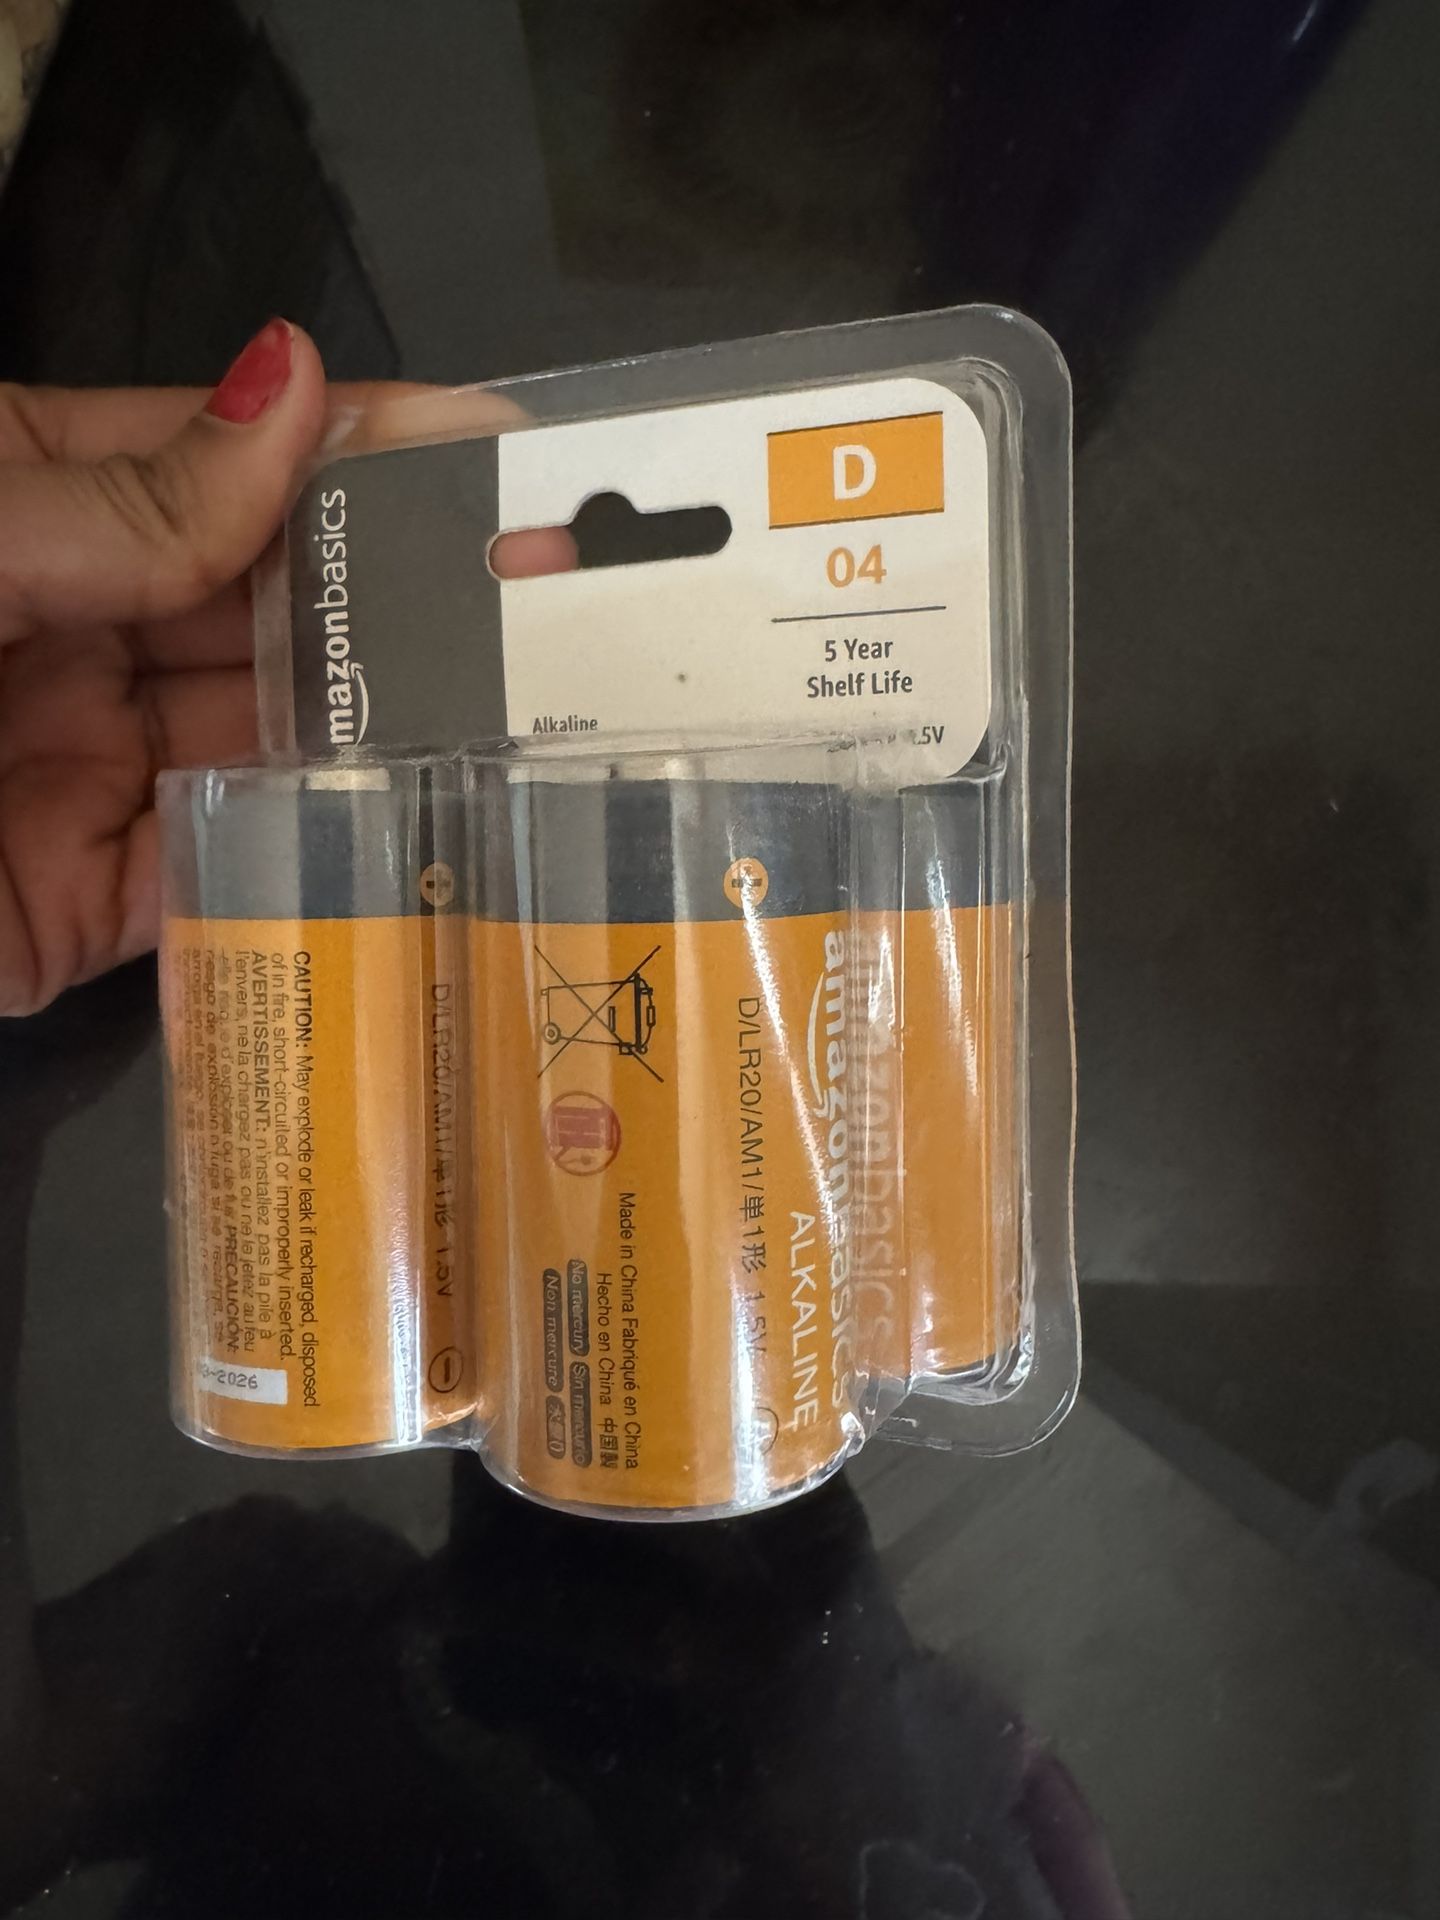 amazonbasics
D
04
5 Year
Shelf Life
Alkaline
.5V
CAUTION: May explode or leak if recharged, disposed
of in fire, short-circuited or improperly inserted.
AVERTISSEMENT: n'installez pas la pile à
l'envers, ne la chargez pas ou ne la jetez au feu
PRECAUCIÓN:
-2026
D/LR20/AM1/単1形 1.5V
Made in China Fabriqué en China
Hecho en China 中国製
No mercury Sin mercurio
Non mercure
D/LR20/AM1/単1形 1.5V
amazonbasics
ALKALINE